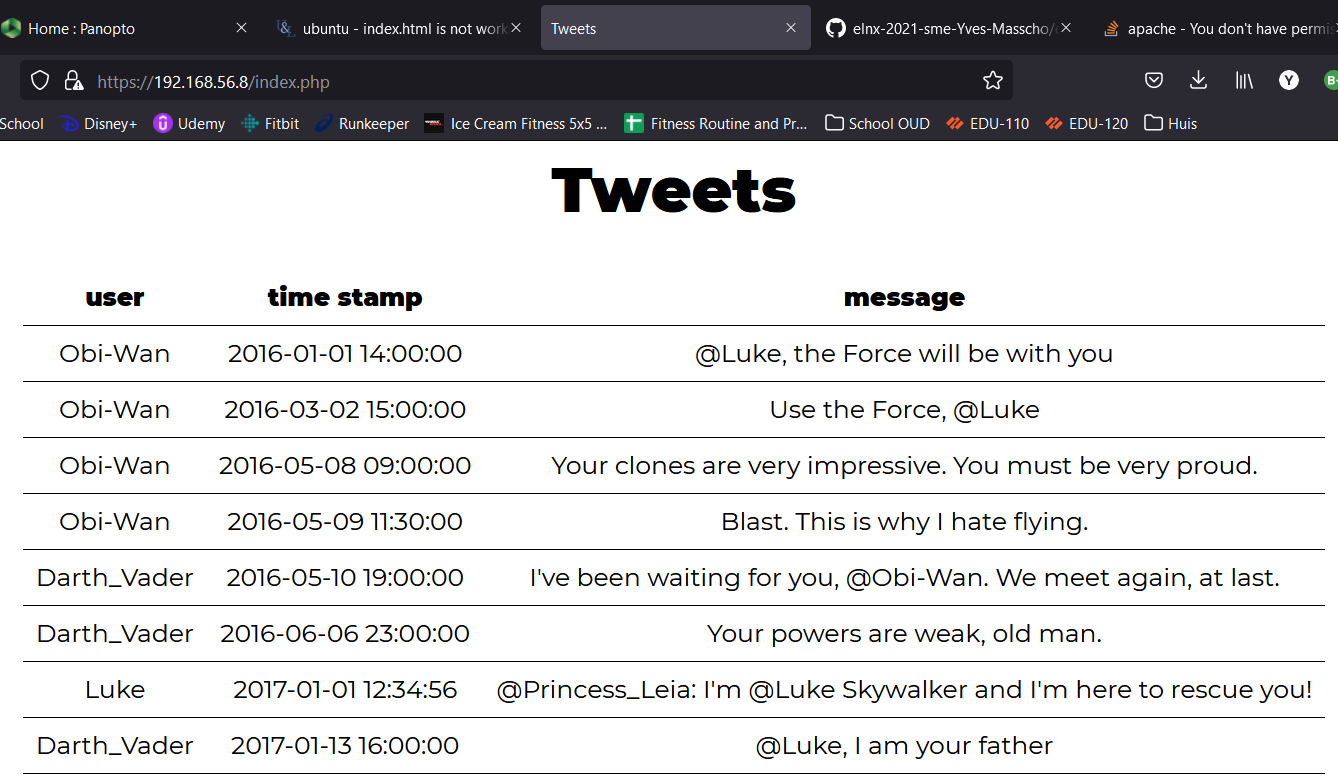 Home : Panopto
ubuntu - index.html is not work
Tweets
elnx-2021-sme-Yves-Masscho/
apache - You don't have permis
https://192.168.56.8/index.php
Y
B
School
Disney+
Udemy
Fitbit
Runkeeper
Ice Cream Fitness 5x5 ...
Fitness Routine and Pr...
School OUD
EDU-110
EDU-120
Huis
Tweets
user time stamp message
Obi-Wan 2016-01-01 14:00:00 @Luke, the Force will be with you
Obi-Wan 2016-03-02 15:00:00 Use the Force, @Luke
Obi-Wan 2016-05-08 09:00:00 Your clones are very impressive. You must be very proud.
Obi-Wan 2016-05-09 11:30:00 Blast. This is why I hate flying.
Darth_Vader 2016-05-10 19:00:00 I've been waiting for you, @Obi-Wan. We meet again, at last.
Darth_Vader 2016-06-06 23:00:00 Your powers are weak, old man.
Luke 2017-01-01 12:34:56 @Princess_Leia: I'm @Luke Skywalker and I'm here to rescue you!
Darth_Vader 2017-01-13 16:00:00 @Luke, I am your father